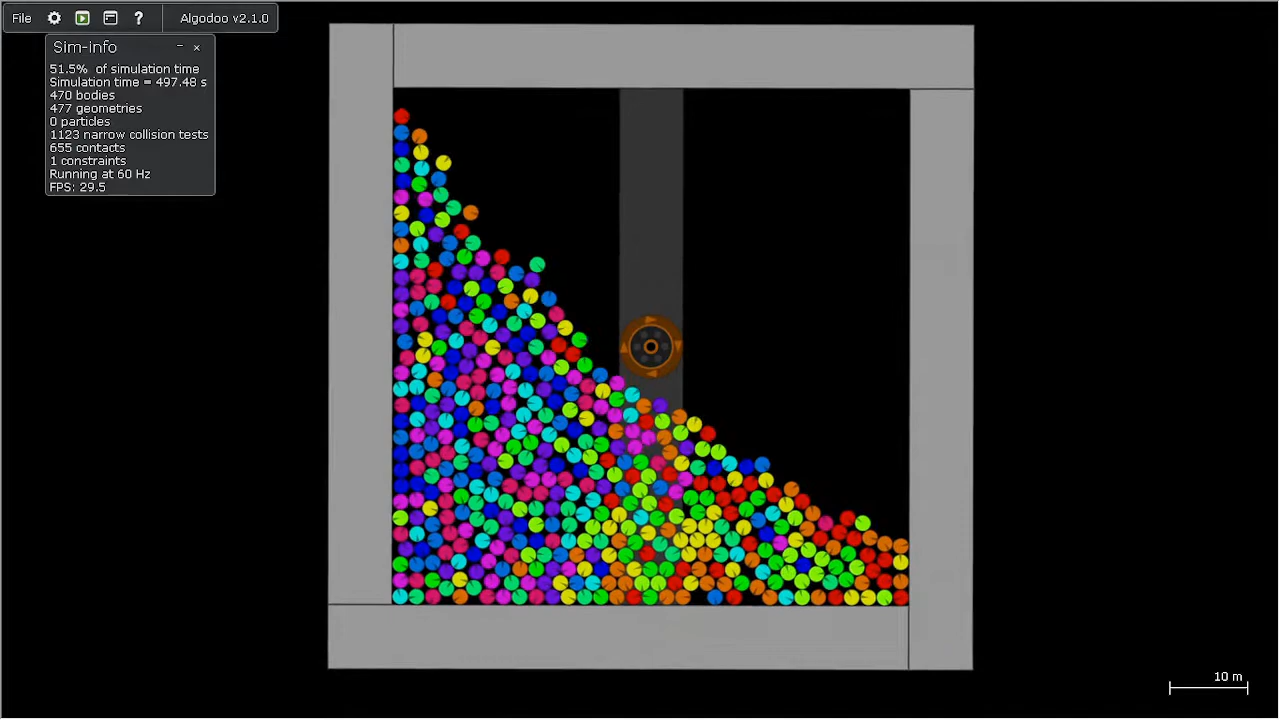 File ? Algodoo v2.1.0
Sim-Info
51.5% of simulation time
Simulation time = 497.48 s
470 bodies
477 geometries
0 particles
1123 narrow collision tests
655 contacts
1 constraints
Running at 60 Hz
FPS: 29.5
10 m